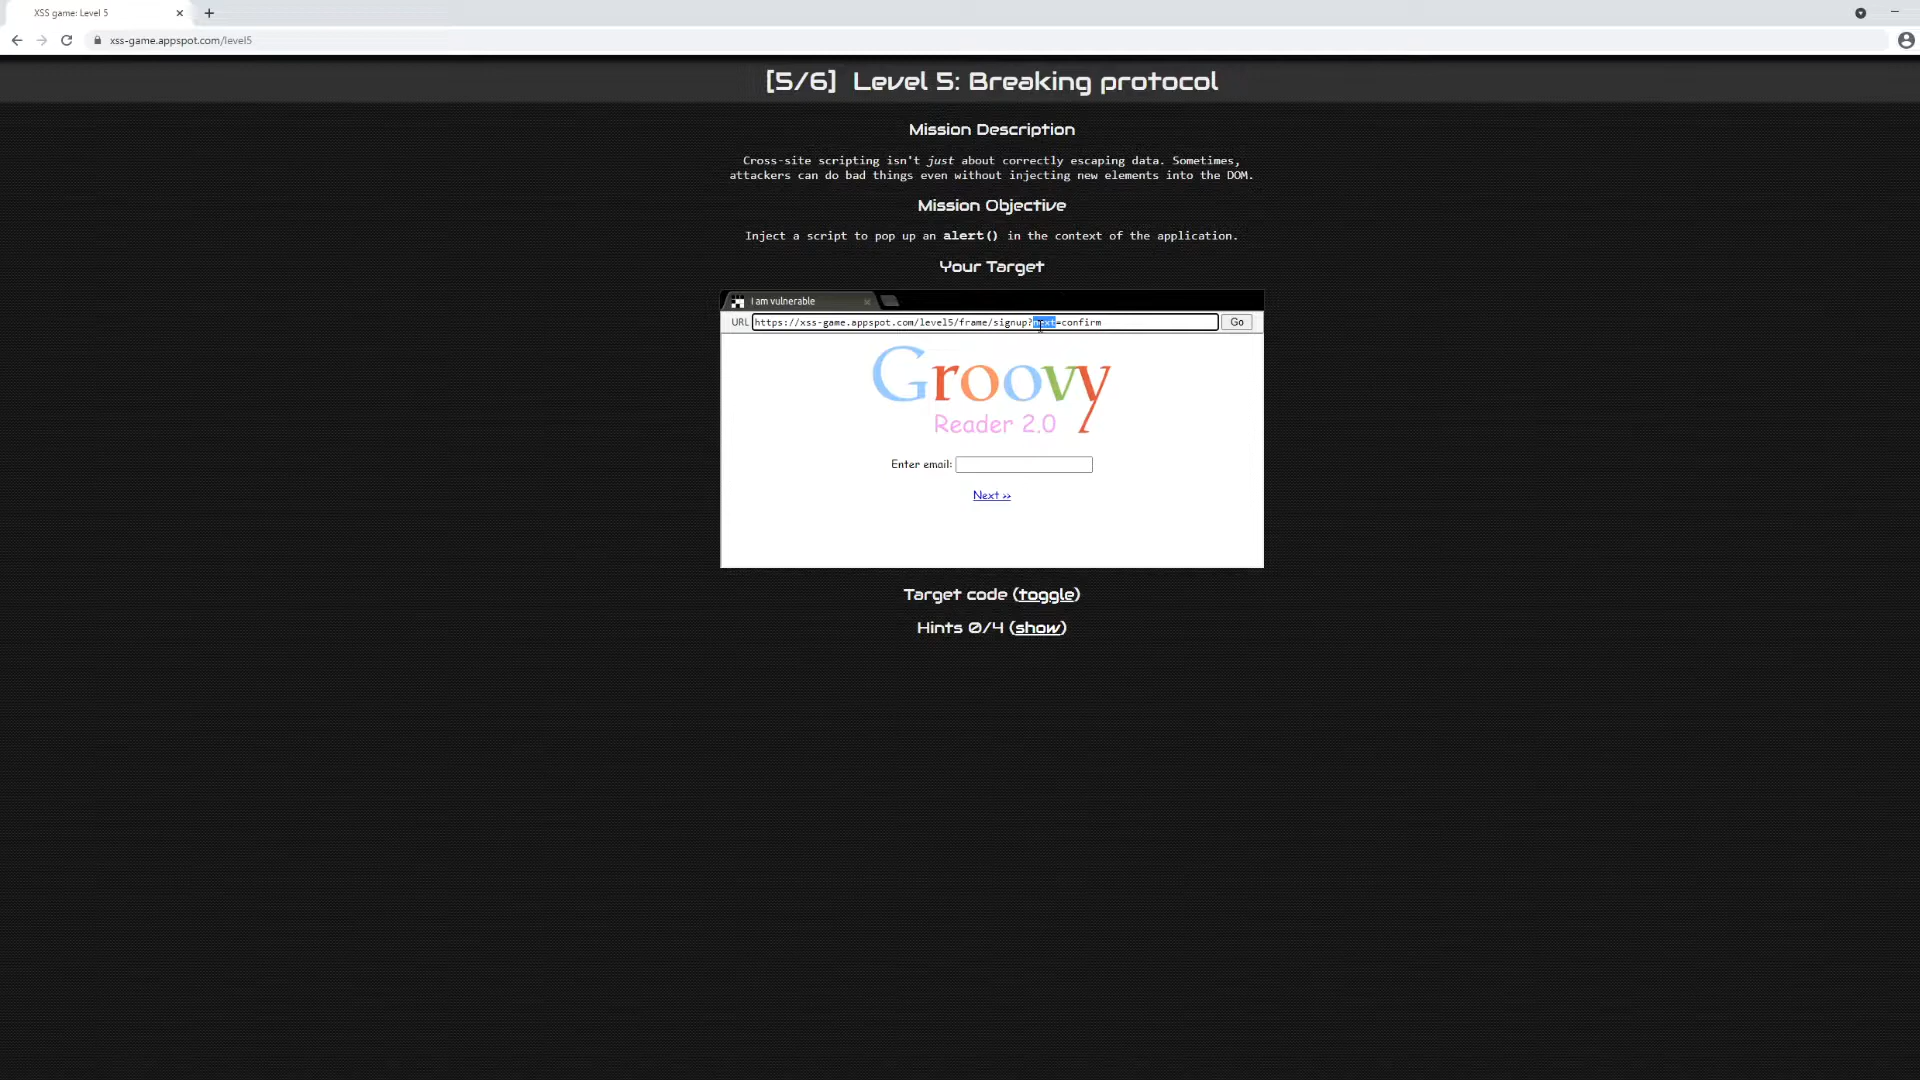 XSS game: Level 5
xss-game.appspot.com/level5
[5/6] Level 5: Breaking protocol
Mission Description
Cross-site scripting isn't just about correctly escaping data. Sometimes,
attackers can do bad things even without injecting new elements into the DOM.
Mission Objective
Inject a script to pop up an alert() in the context of the application.
Your Target
I am vulnerable
URL https://xss-game.appspot.com/level5/frame/signup?next=confirm Go
Groovy
Reader 2.0
Enter email:
Next >>
Target code (toggle)
Hints 0/4 (show)